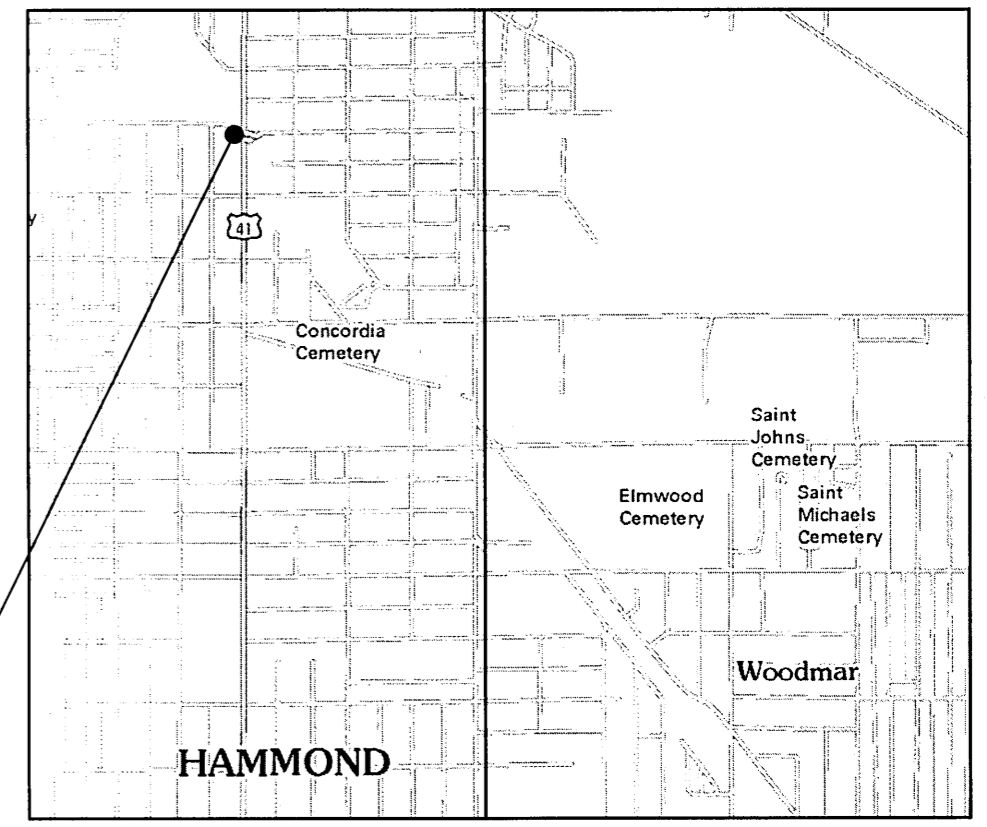 41
Concordia
Cemetery
Saint
Johns
Cemetery
Elmwood
Cemetery
Saint
Michaels
Cemetery
Woodmar
HAMMOND